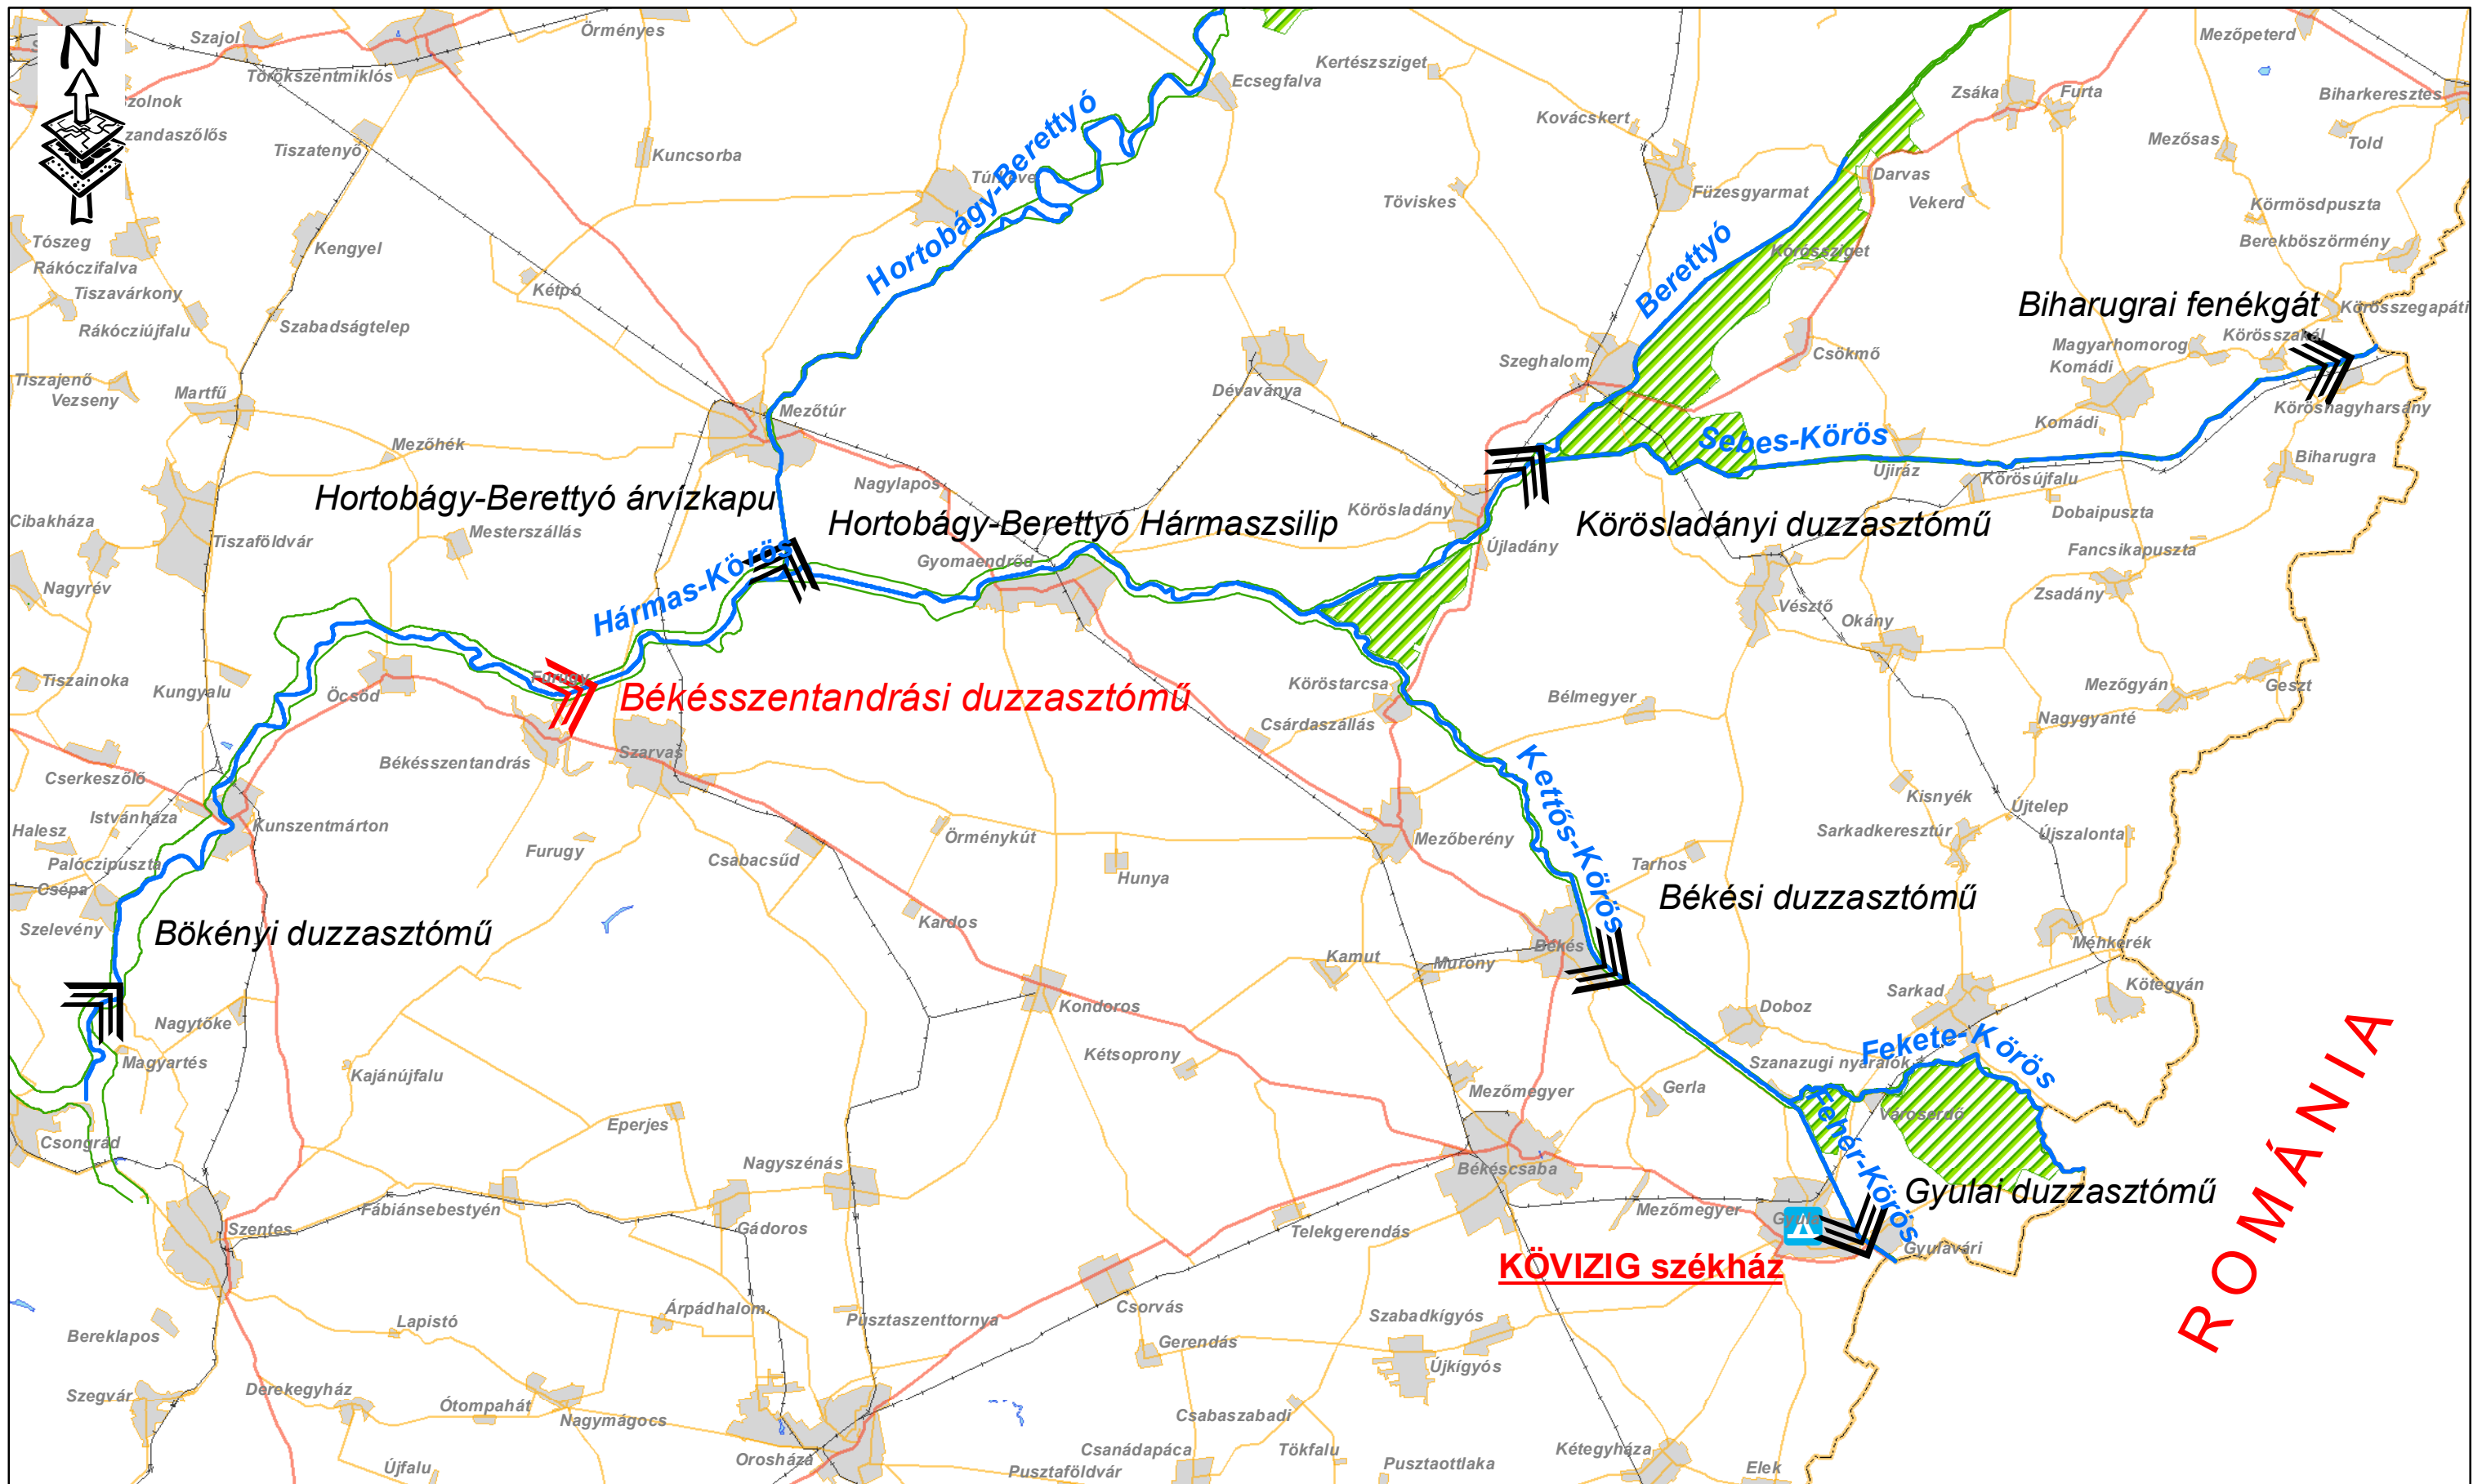 N
Szajol
Törökszentmiklós
Örményes
Ecsegfalva
Kertészsziget
Mezőpeterd
Kovácskert
Zsáka
Furta
Biharkeresztes
Told
Mezősas
zolnok
zandaszőlős
Tiszatenyő
Kuncsorba
Hortobágy-Berettyó
Töviskes
Füzesgyarmat
Darvas
Vekerd
Körmösdpuszta
Berekböszörmény
Tószeg
Rákóczifalva
Kengyel
Tiszavárkony
Kétpó
Berettyó
Körössziget
Rákócziújfalu
Szabadságtelep
Biharugrai fenékgát
Körösszegapáti
Körösszakál
Magyarhomorog
Csökmő
Szeghalom
Komádi
Tiszajenő
Vezseny
Martfű
Dévaványa
Mezőtúr
Körösnagyharsány
Komádi
Mezőhék
Sebes-Körös
Biharugra
Nagylapos
Újiráz
Körösújfalu
Hortobágy-Berettyó árvízkapu
Hortobágy-Berettyó Hármaszsilip
Körösladány
Körösladányi duzzasztómű
Dobaipuszta
Cibakháza
Tiszaföldvár
Mesterszállás
Gyomaendrőd
Újladány
Fancsikapuszta
Nagyrév
Hármas-Körös
Zsadány
Vésztő
Okány
Tiszainoka
Kungyalu
Öcsöd
Furugy
Békésszentandrási duzzasztómű
Köröstarcsa
Bélmegyer
Mezőgyán
Geszt
Csárdaszállás
Nagygyanté
Békésszentandrás
Szarvas
Cserkeszőlő
Kettős-Körös
Istvánháza
Kunszentmárton
Halesz
Kisnyék
Újtelep
Örménykút
Mezőberény
Sarkadkeresztúr
Újszalonta
Palóczipuszta
Furugy
Csabacsűd
Tarhos
Hunya
Csépa
Kardos
Békési duzzasztómű
Szelevény
Bökényi duzzasztómű
Békés
Méhkerék
Kamut
Murony
Kötegyán
Sarkad
Kondoros
Doboz
Nagytőke
Fekete-Körös
Magyartés
Kétsoprony
Szanazugi nyaralók
Kajánújfalu
Mezőmegyer
Gerla
Városerdő
ROMÁNIA
Eperjes
Csongrád
Fehér-Körös
Nagyszénás
Békéscsaba
Gyulai duzzasztómű
Fábiánsebestyén
Mezőmegyer
Gyula
Szentes
Gádoros
Telekgerendás
Gyulavári
KÖVIZIG székház
Árpádhalom
Csorvás
Pusztaszenttornya
Szabadkígyós
Lapistó
Bereklapos
Gerendás
Újkígyós
Derekegyház
Szegvár
Ótompahát
Nagymágocs
Csabaszabadi
Csanádapáca
Tökfalu
Kétegyháza
Orosháza
Pusztaottlaka
Újfalu
Pusztaföldvár
Elek